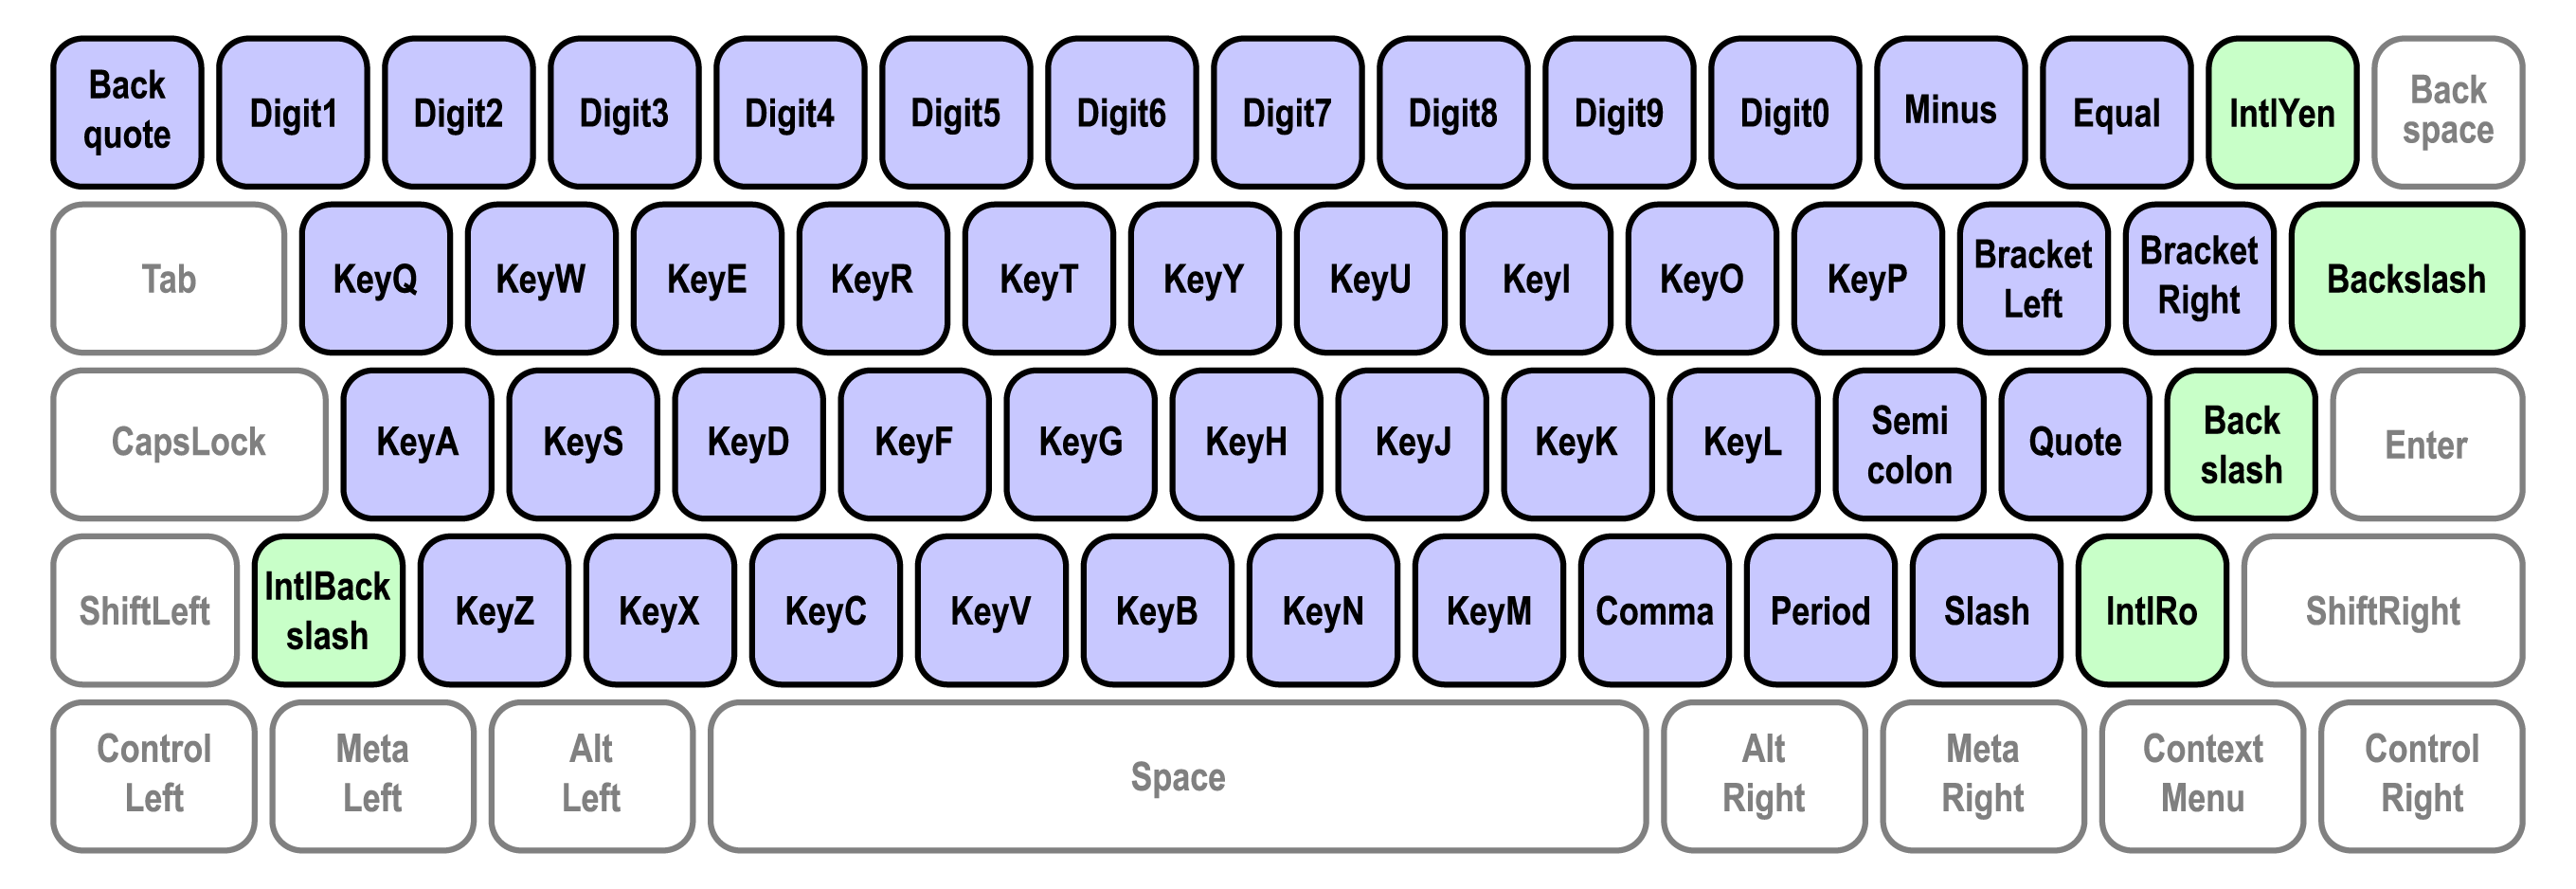 Back
quote
Digit1
Digit2
Digit3
Digit4
Digit5
Digit6
Digit7
Digit8
Digit9
Digit0
Minus
Equal
IntlYen
Back
space
Tab
KeyQ
KeyW
KeyE
KeyR
KeyT
KeyY
KeyU
KeyI
KeyO
KeyP
Bracket
Left
Bracket
Right
Backslash
CapsLock
KeyA
KeyS
KeyD
KeyF
KeyG
KeyH
KeyJ
KeyK
KeyL
Semi
colon
Quote
Back
slash
Enter
ShiftLeft
IntlBack
slash
KeyZ
KeyX
KeyC
KeyV
KeyB
KeyN
KeyM
Comma
Period
Slash
IntlRo
ShiftRight
Control
Left
Meta
Left
Alt
Left
Space
Alt
Right
Meta
Right
Context
Menu
Control
Right